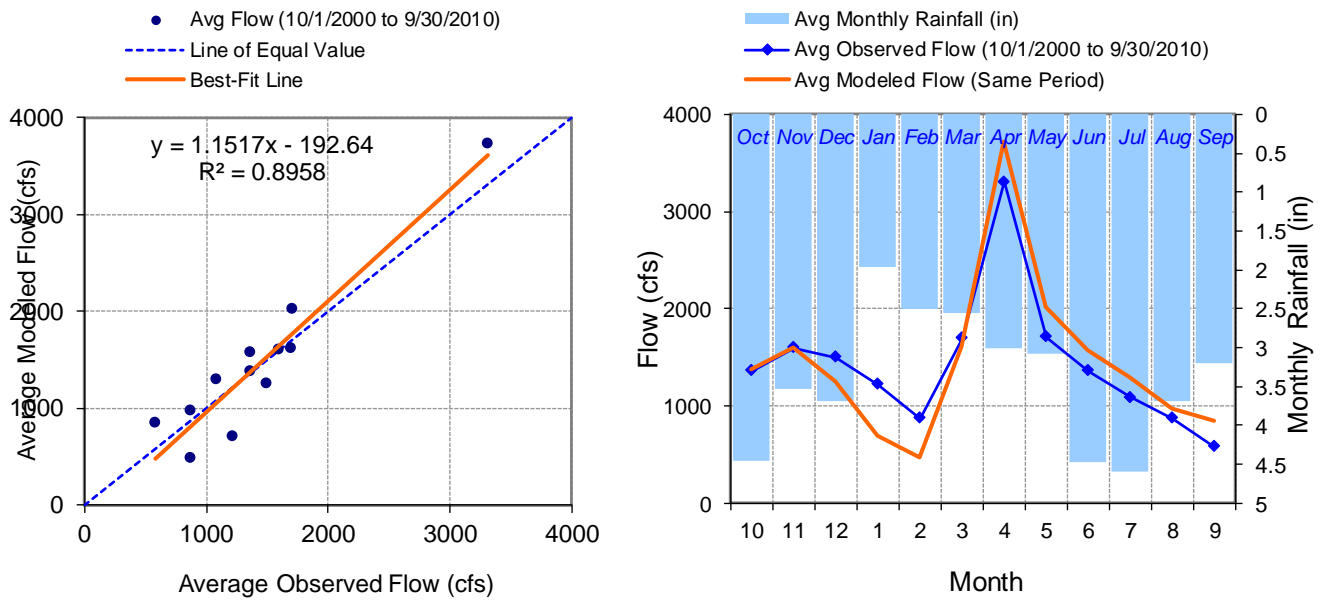 Avg Flow (10/1/2000 to 9/30/2010)
Line of Equal Value
Best-Fit Line
y = 1.1517x - 192.64
R² = 0.8958
Average Modeled Flow (cfs)
4000
3000
2000
1000
0
0 1000 2000 3000 4000
Average Observed Flow (cfs)
Avg Monthly Rainfall (in)
Avg Observed Flow (10/1/2000 to 9/30/2010)
Avg Modeled Flow (Same Period)
Flow (cfs)
4000
3000
2000
1000
0
Oct Nov Dec Jan Feb Mar Apr May Jun Jul Aug Sep
0
0.5
1
1.5
2
2.5
3
3.5
4
4.5
5
Monthly Rainfall (in)
10 11 12 1 2 3 4 5 6 7 8 9
Month